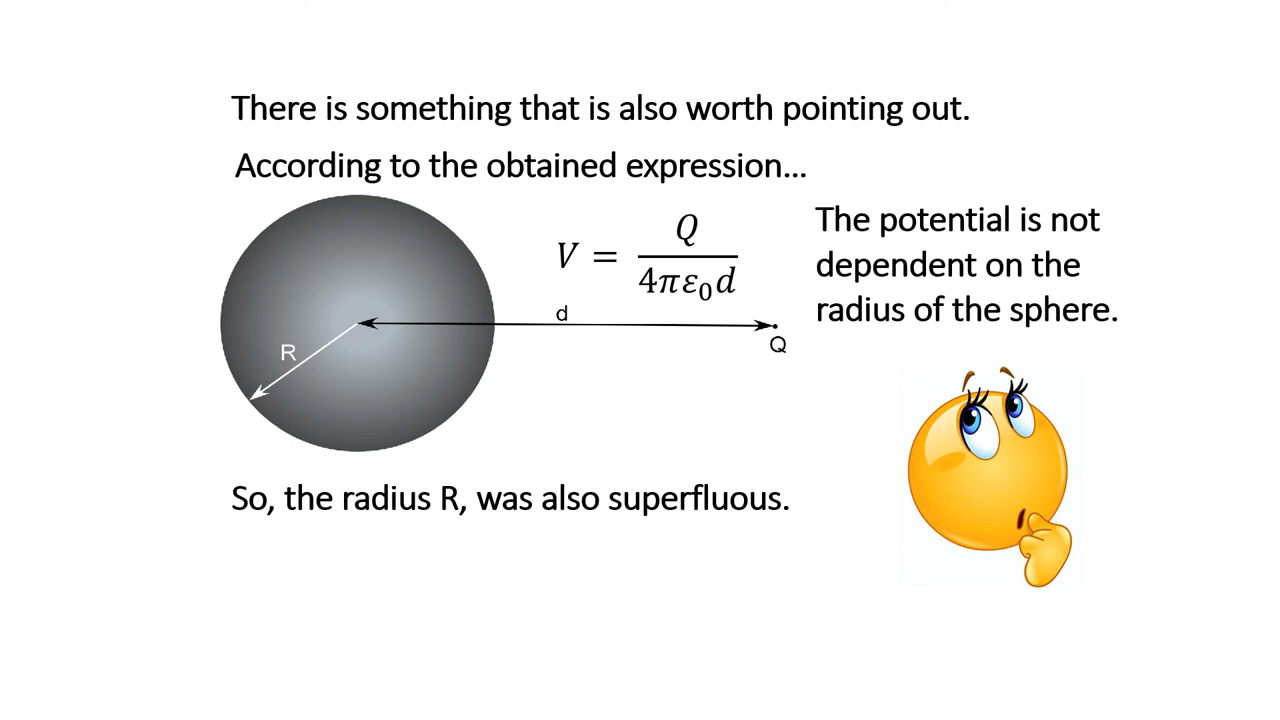 There is something that is also worth pointing out.
According to the obtained expression...
V = Q / 4πε₀d
The potential is not
dependent on the
radius of the sphere.
d
R
Q
So, the radius R, was also superfluous.